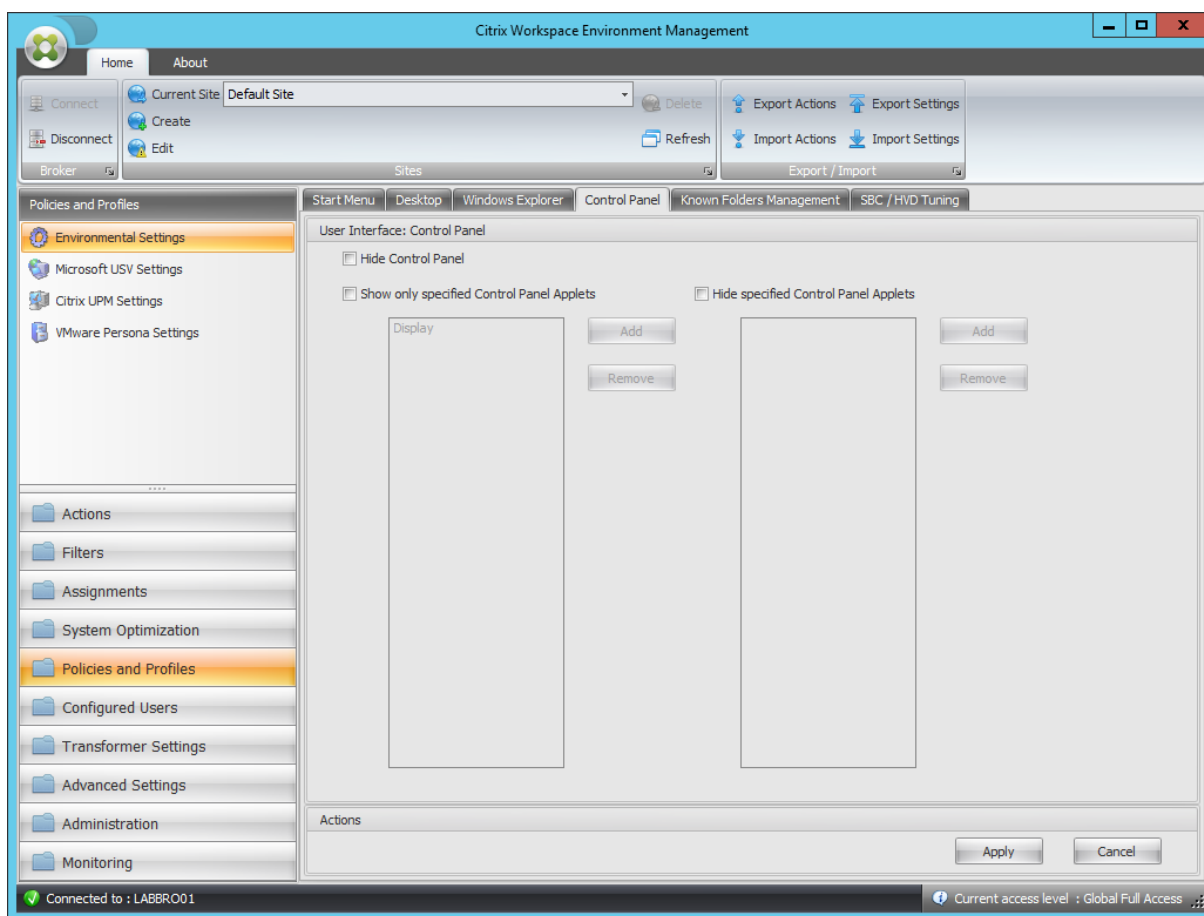 Citrix Workspace Environment Management
Home About
Connect
Disconnect
Broker
Current Site Default Site
Create
Edit
Delete
Refresh
Sites
Export Actions Export Settings
Import Actions Import Settings
Export / Import
Policies and Profiles
Environmental Settings
Microsoft USV Settings
Citrix UPM Settings
VMware Persona Settings
Actions
Filters
Assignments
System Optimization
Policies and Profiles
Configured Users
Transformer Settings
Advanced Settings
Administration
Monitoring
Start Menu Desktop Windows Explorer Control Panel Known Folders Management SBC / HVD Tuning
User Interface: Control Panel
Hide Control Panel
Show only specified Control Panel Applets Hide specified Control Panel Applets
Display Add Add
Remove Remove
Actions
Apply Cancel
Connected to : LABBRO01 Current access level : Global Full Access